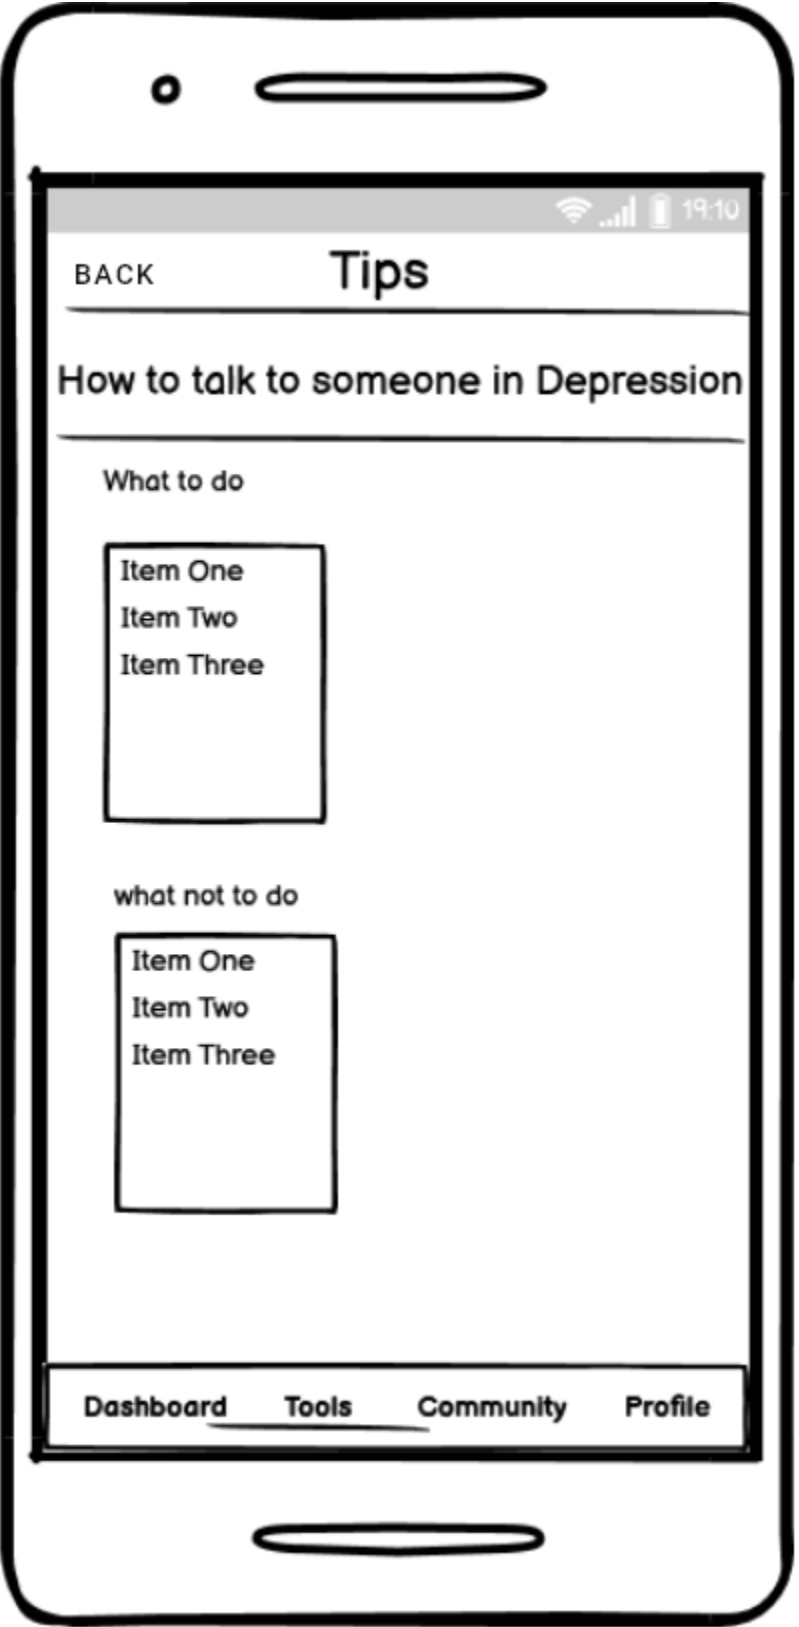 19:10
BACK Tips
How to talk to someone in Depression
What to do
Item One
Item Two
Item Three
what not to do
Item One
Item Two
Item Three
Dashboard Tools Community Profile